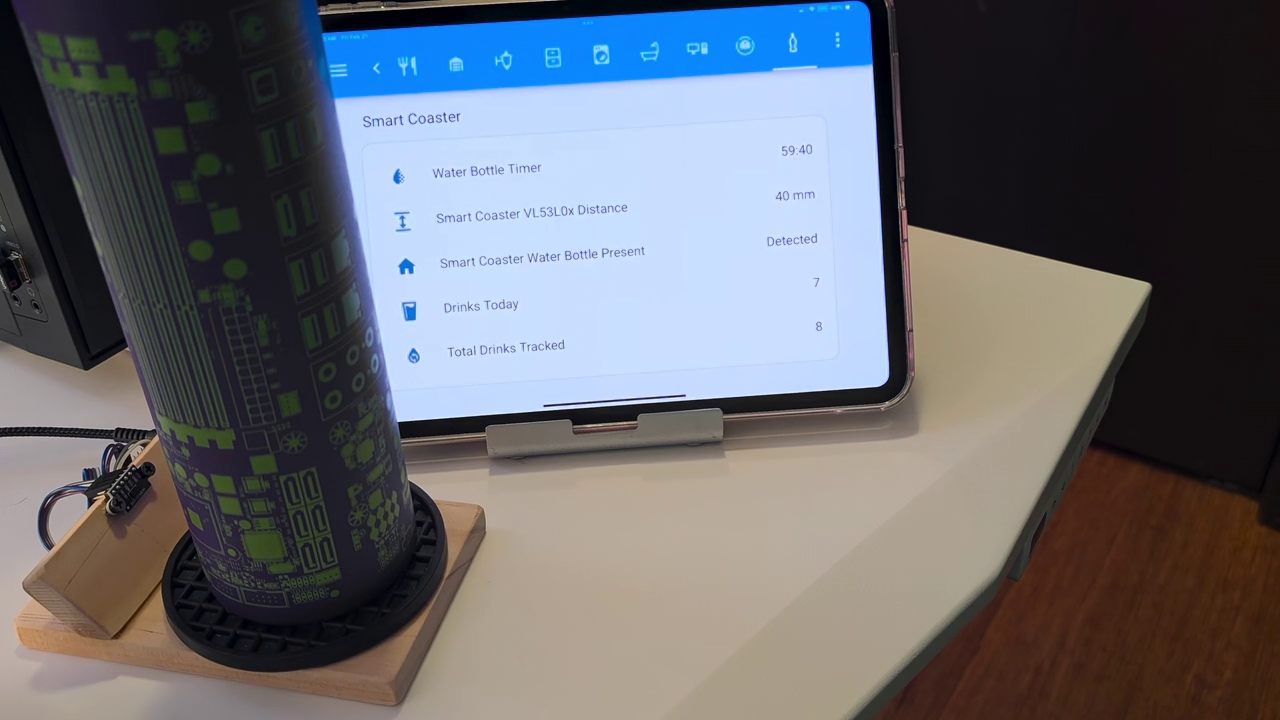 Smart Coaster
Water Bottle Timer 59:40
Smart Coaster VL53L0x Distance 40 mm
Smart Coaster Water Bottle Present Detected
Drinks Today 7
Total Drinks Tracked 8